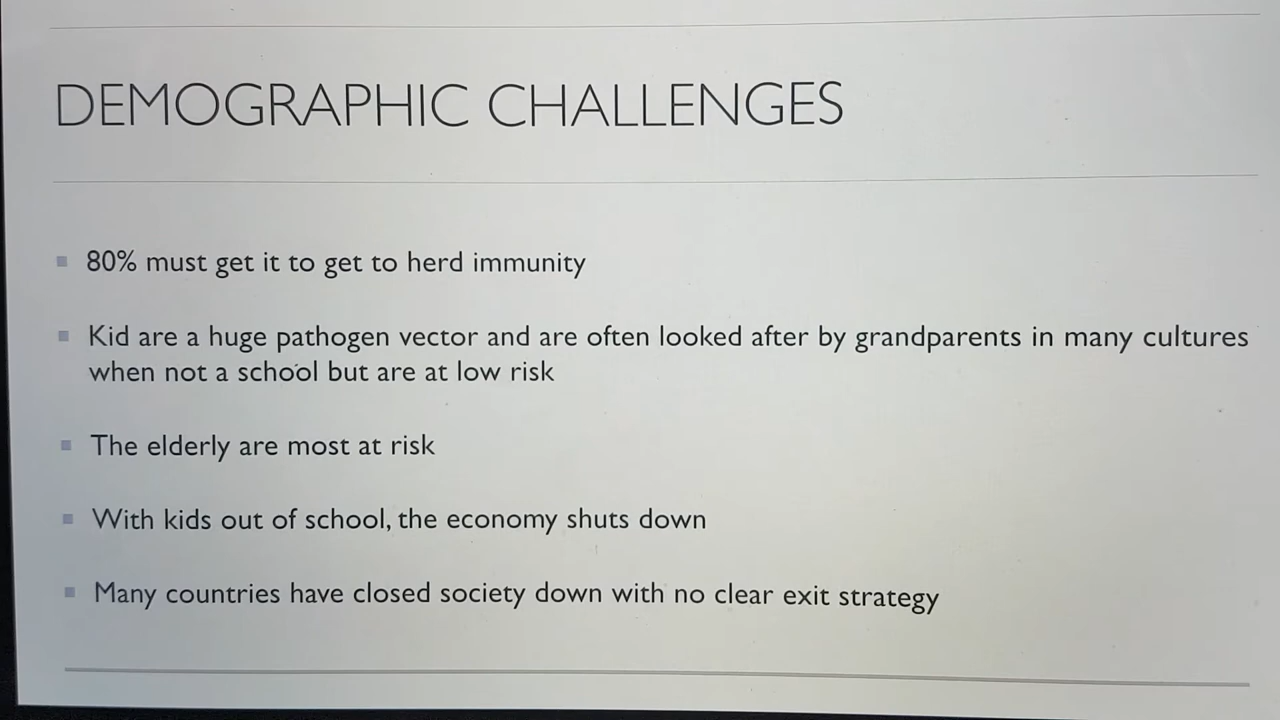 DEMOGRAPHIC CHALLENGES
80% must get it to get to herd immunity
Kid are a huge pathogen vector and are often looked after by grandparents in many cultures
when not a school but are at low risk
The elderly are most at risk
With kids out of school, the economy shuts down
Many countries have closed society down with no clear exit strategy